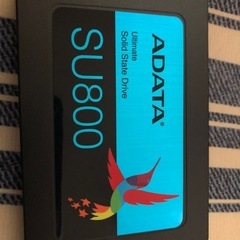 ADATA
Ultimate
Solid State Drive
SU800